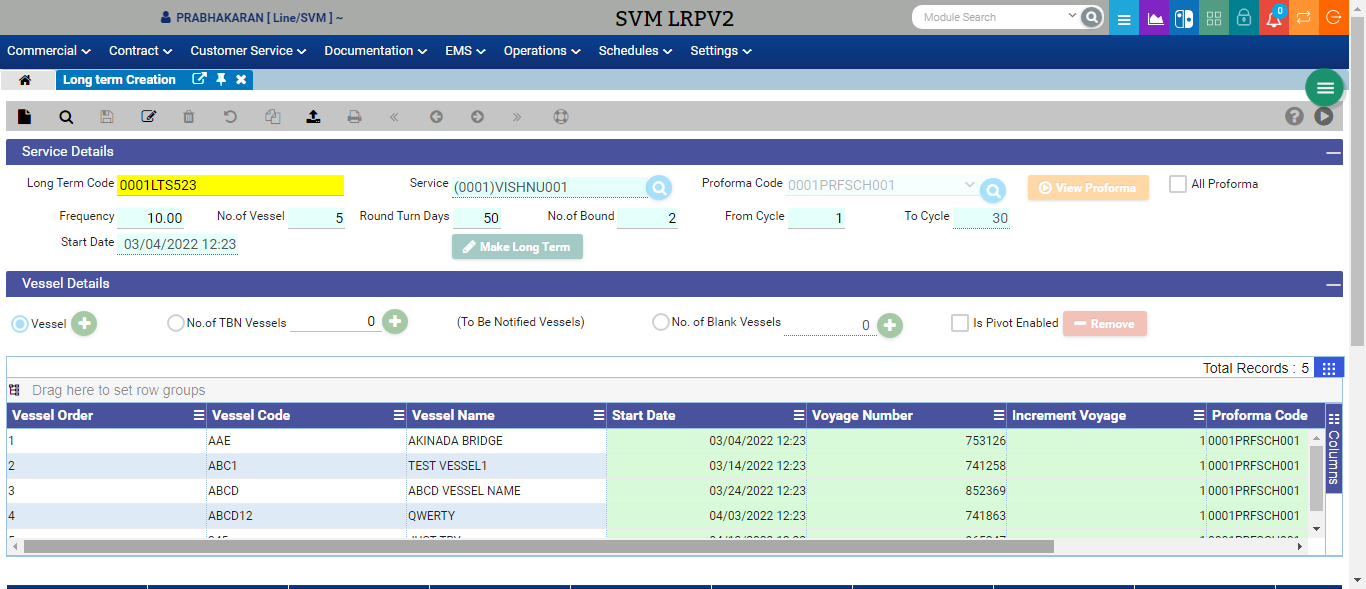 PRABHAKARAN [ Line/SVM ] ~
SVM LRPV2
Module Search
0
Commercial Contract Customer Service Documentation EMS Operations Schedules Settings
Long term Creation
Service Details
Long Term Code 0001LTS523 Service (0001)VISHNU001 Proforma Code 0001PRFSCH001 View Proforma All Proforma
Frequency 10.00 No.of Vessel 5 Round Turn Days 50 No.of Bound 2 From Cycle 1 To Cycle 30
Start Date 03/04/2022 12:23 Make Long Term
Vessel Details
Vessel No.of TBN Vessels 0 (To Be Notified Vessels) No. of Blank Vessels 0 Is Pivot Enabled Remove
Total Records : 5
Drag here to set row groups
Vessel Order Vessel Code Vessel Name Start Date Voyage Number Increment Voyage Proforma Code
1 AAE AKINADA BRIDGE 03/04/2022 12:23 753126 1 0001PRFSCH001
2 ABC1 TEST VESSEL1 03/14/2022 12:23 741258 1 0001PRFSCH001
3 ABCD ABCD VESSEL NAME 03/24/2022 12:23 852369 1 0001PRFSCH001
4 ABCD12 QWERTY 04/03/2022 12:23 741863 1 0001PRFSCH001
Columns